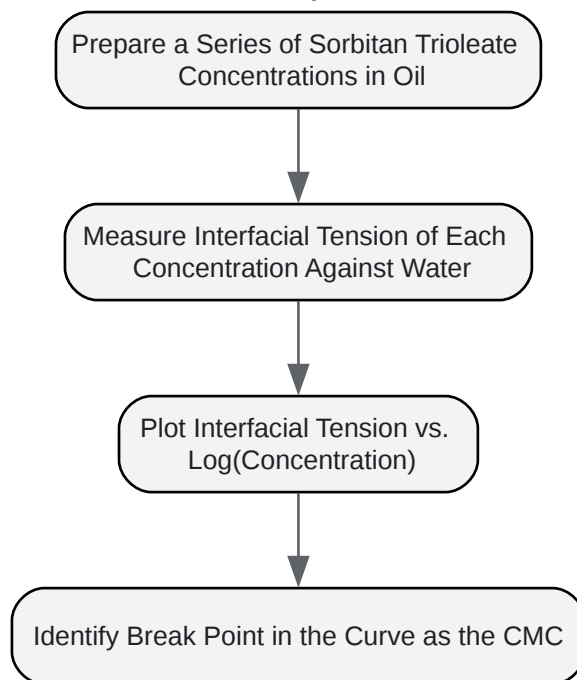 Prepare a Series of Sorbitan Trioleate
Concentrations in Oil
Measure Interfacial Tension of Each
Concentration Against Water
Plot Interfacial Tension vs.
Log(Concentration)
Identify Break Point in the Curve as the CMC